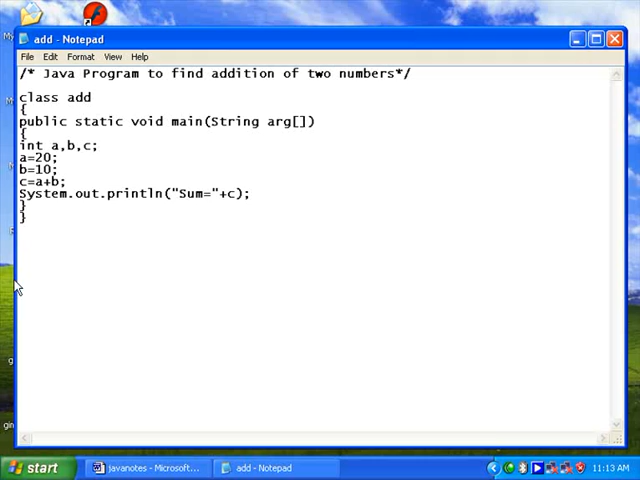 add - Notepad
File Edit Format View Help
/* Java Program to find addition of two numbers*/
class add
{
public static void main(String arg[])
{
int a,b,c;
a=20;
b=10;
c=a+b;
System.out.println("Sum="+c);
}
}
start
javanotes - Microsoft...
add - Notepad
11:13 AM